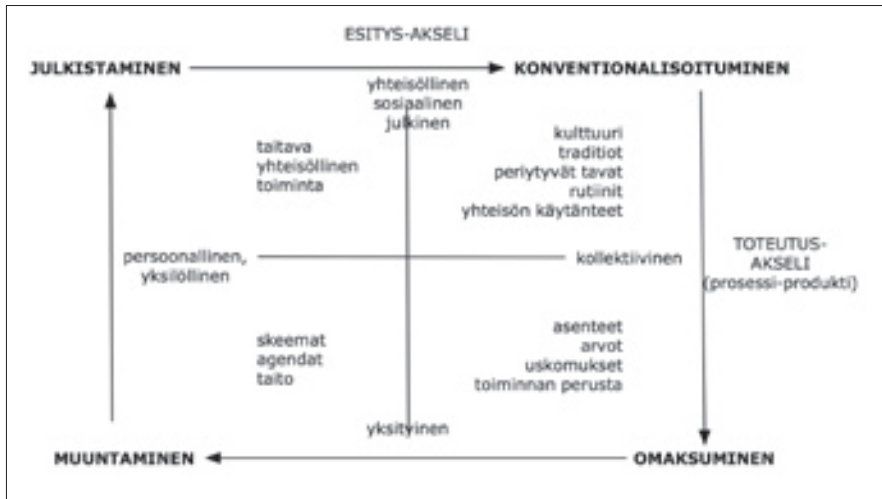 ESITYS-AKSELI
JULKISTAMINEN
KONVENTIONALISOITUMINEN
yhteisöllinen
sosiaalinen
julkinen
taitava
yhteisöllinen
toiminta
kulttuuri
traditiot
periytyvät tavat
rutiinit
yhteisön käytänteet
persoonallinen,
yksilöllinen
kollektiivinen
TOTEUTUS-
AKSELI
(prosessi-produkti)
skeemat
agendat
taito
asenteet
arvot
uskomukset
toiminnan perusta
yksityinen
MUUNTAMINEN
OMAKSUMINEN